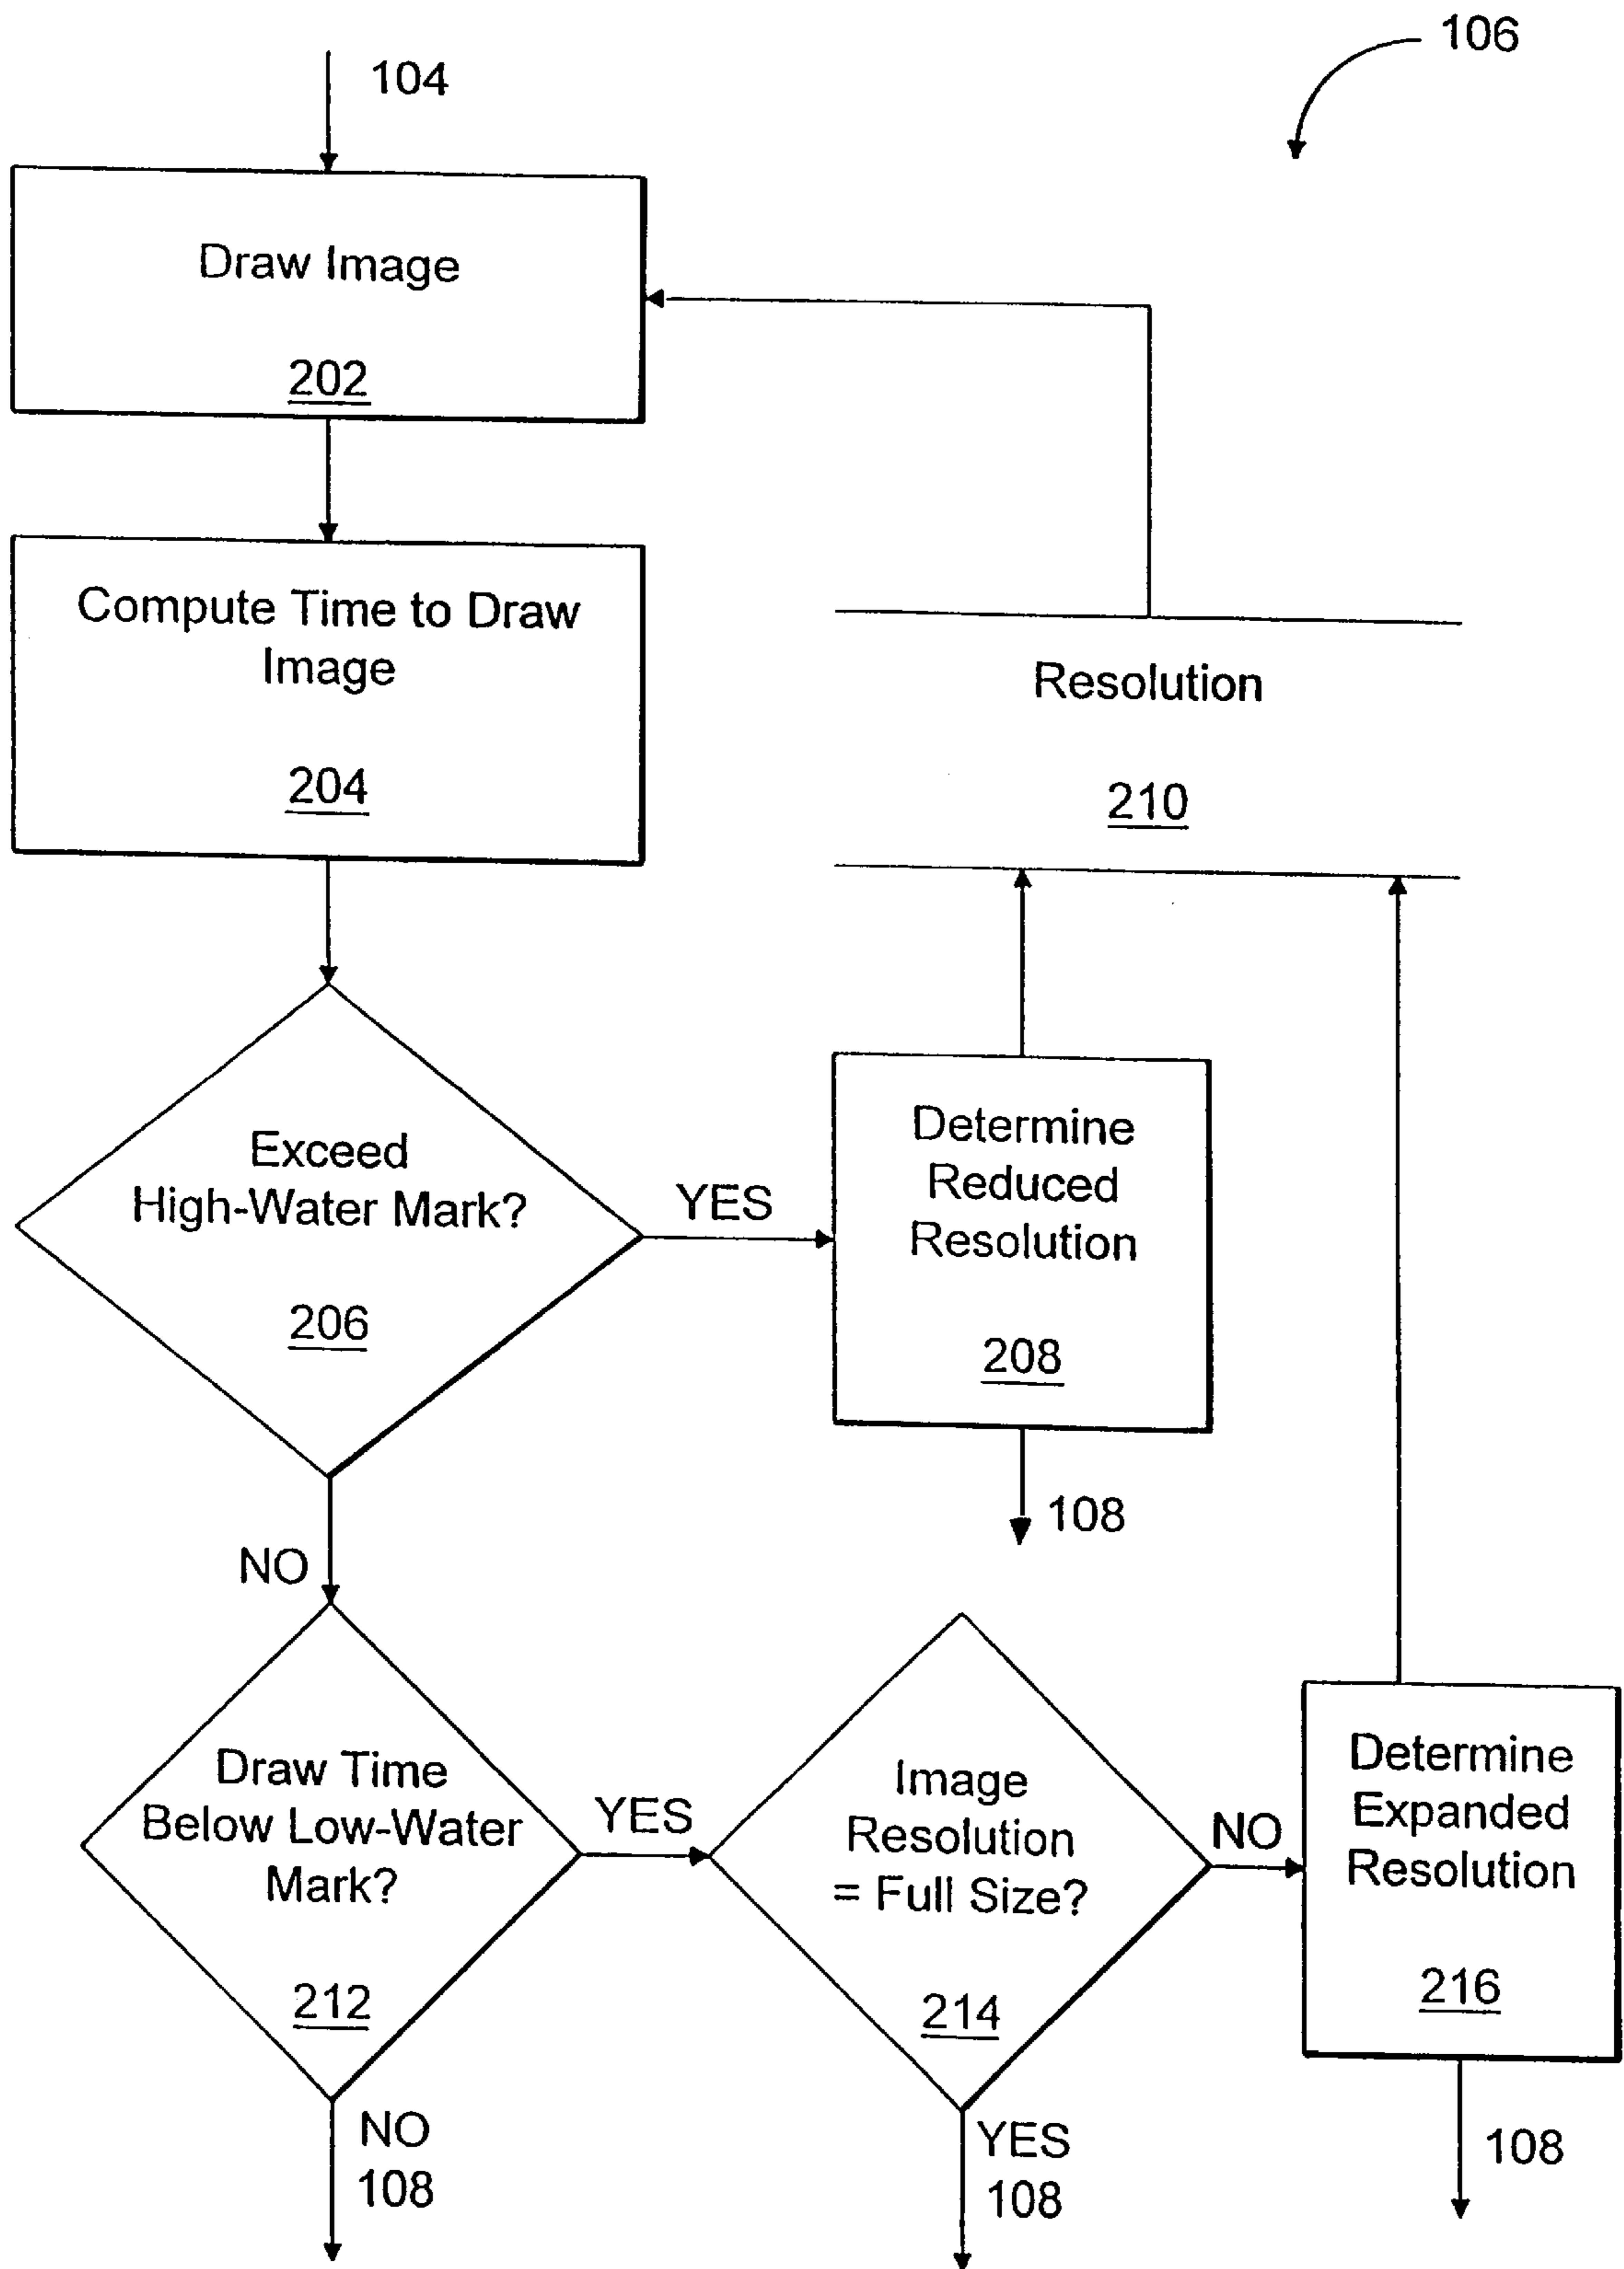 106
104
Draw Image
202
Compute Time to Draw
Image
204
Resolution
210
Exceed
High-Water Mark?
206
YES
Determine
Reduced
Resolution
208
108
NO
Draw Time
Below Low-Water
Mark?
212
YES
Image
Resolution
= Full Size?
214
NO
Determine
Expanded
Resolution
216
NO
108
YES
108
108